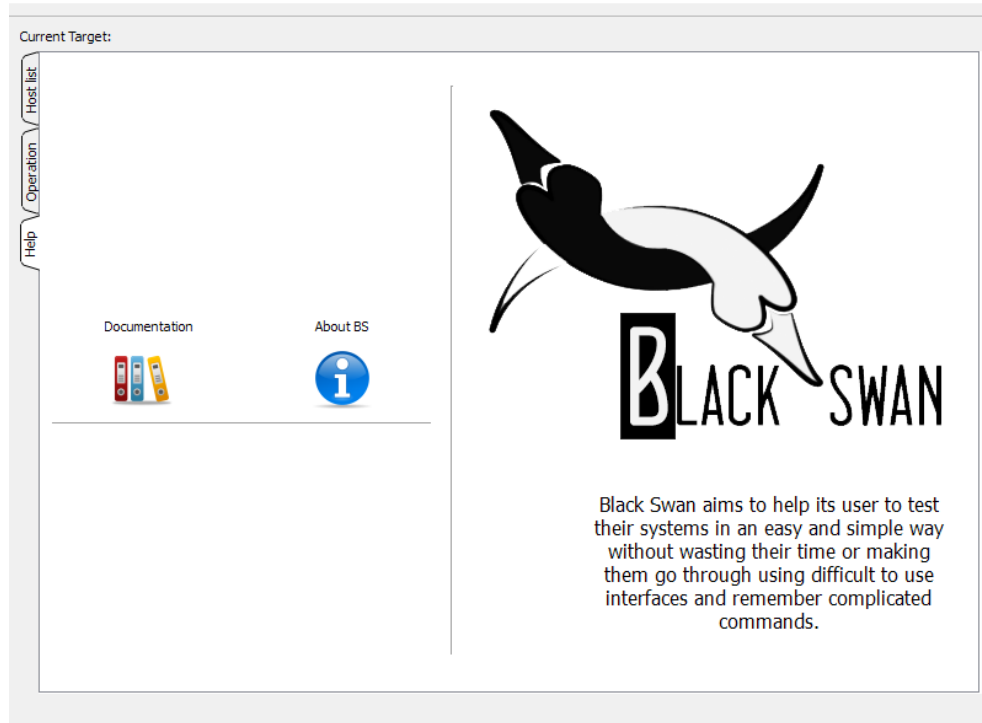 Current Target:
Host list
Operation
Help
Documentation
About BS
BLACK SWAN
Black Swan aims to help its user to test
their systems in an easy and simple way
without wasting their time or making
them go through using difficult to use
interfaces and remember complicated
commands.